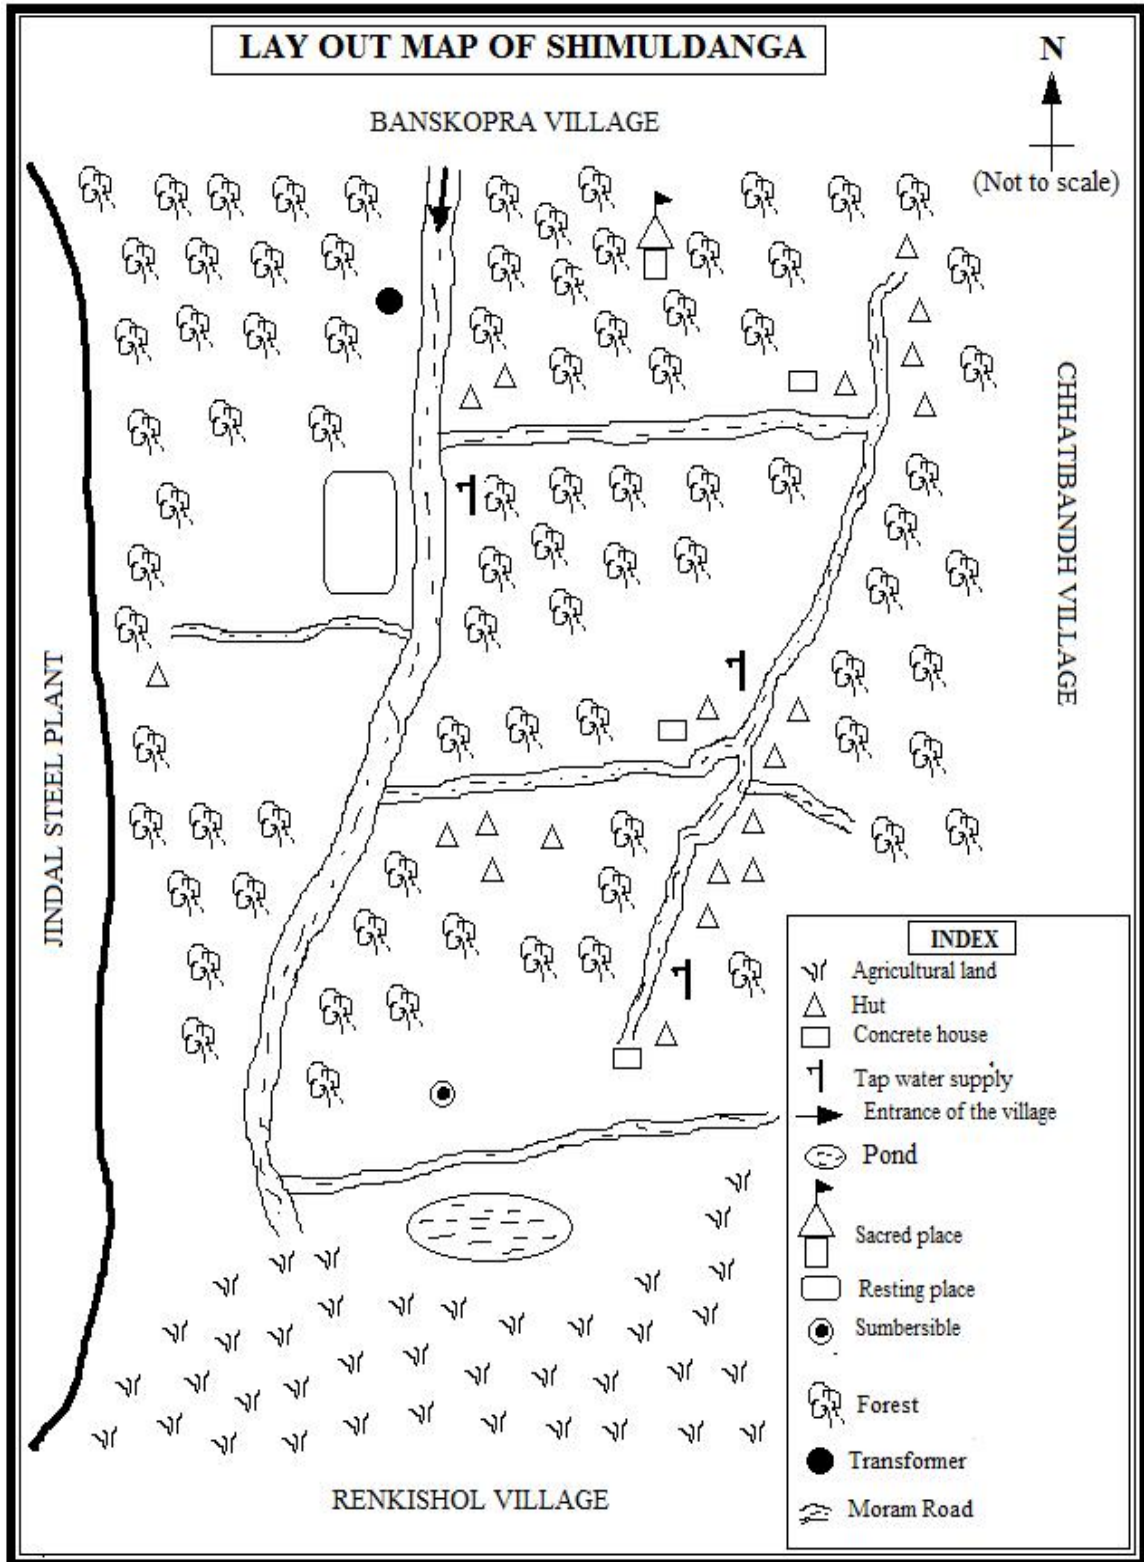 LAY OUT MAP OF SHIMULDANGA
N
BANSKOPRA VILLAGE
(Not to scale)
CHHATIBANDH VILLAGE
JINDAL STEEL PLANT
INDEX
Agricultural land
Hut
Concrete house
Tap water supply
Entrance of the village
Pond
Sacred place
Resting place
Sumbersible
Forest
Transformer
Moram Road
RENKISHOL VILLAGE